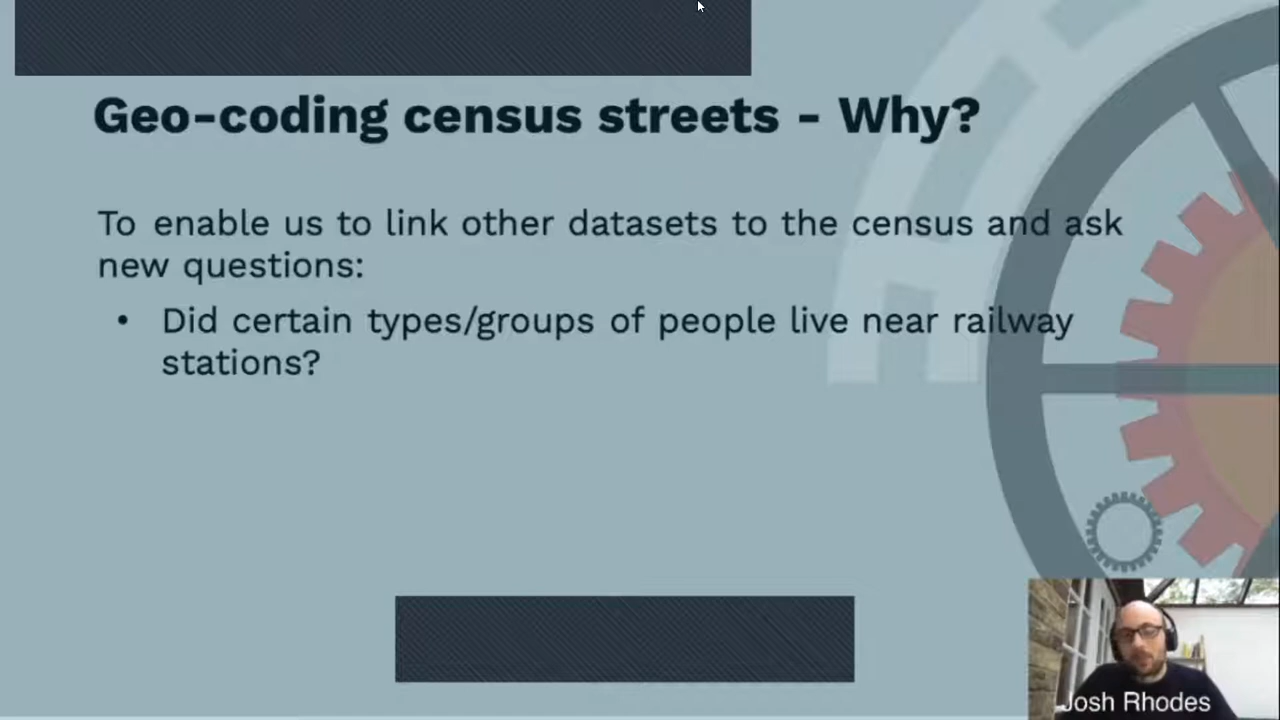 Geo-coding census streets - Why?
To enable us to link other datasets to the census and ask
new questions:
• Did certain types/groups of people live near railway
stations?
Josh Rhodes